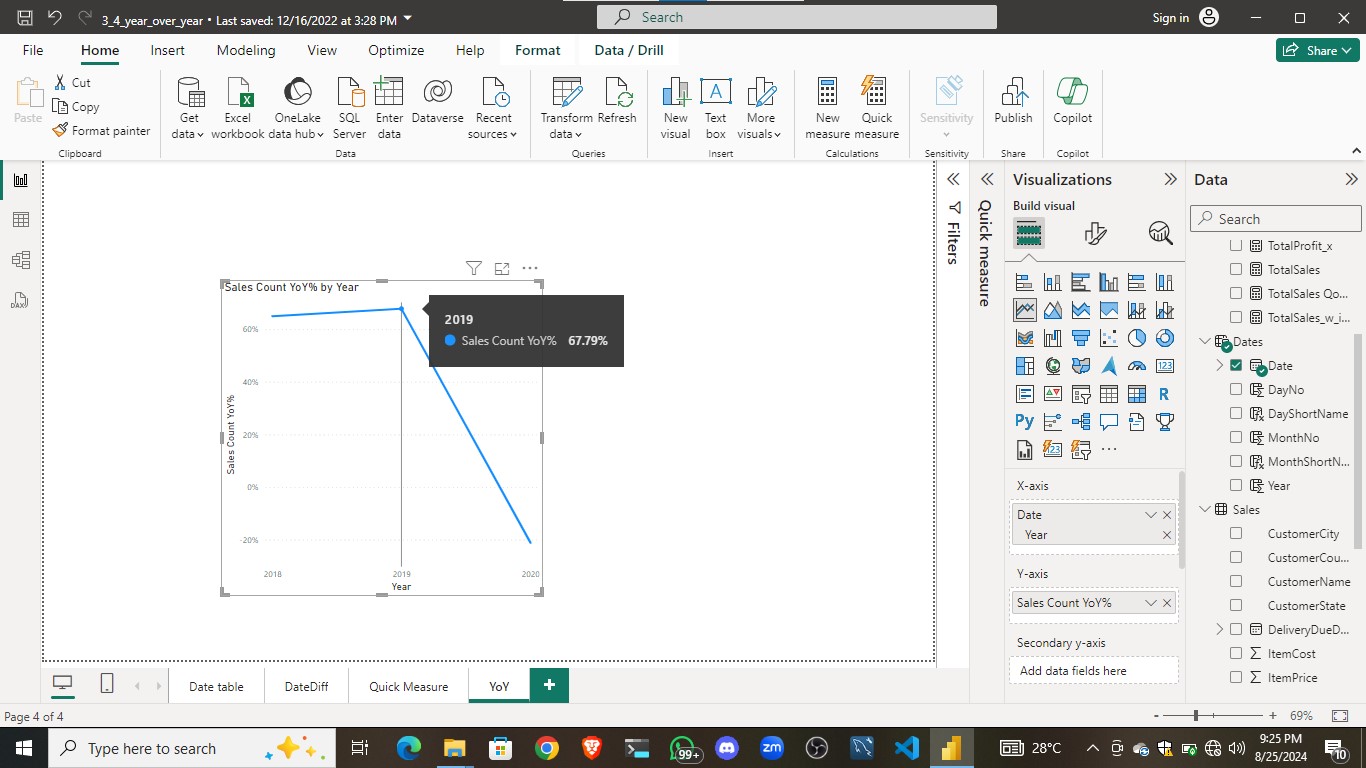 3_4_year_over_year • Last saved: 12/16/2022 at 3:28 PM
Search
Sign in
File Home Insert Modeling View Optimize Help Format Data / Drill
Share
Paste
Cut
Copy
Format painter
Clipboard
Get data
Excel workbook
OneLake data hub
SQL Server
Enter data
Dataverse
Recent sources
Data
Transform data
Refresh
Queries
New visual
Text box
More visuals
Insert
New measure
Quick measure
Calculations
Sensitivity
Sensitivity
Publish
Share
Copilot
Copilot
Sales Count YoY% by Year
60%
40%
20%
0%
-20%
Sales Count YoY%
2018 2019 2020
Year
2019
Sales Count YoY% 67.79%
Filters
Quick measure
Visualizations
Build visual
R
Py
123
123
X-axis
Date
Year
Y-axis
Sales Count YoY%
Secondary y-axis
Add data fields here
Data
Search
TotalProfit_x
TotalSales
TotalSales Qo...
TotalSales_w_i...
Dates
Date
DayNo
DayShortName
MonthNo
MonthShortN...
Year
Sales
CustomerCity
CustomerCou...
CustomerName
CustomerState
DeliveryDueD...
ItemCost
ItemPrice
DAX
Date table DateDiff Quick Measure YoY +
Page 4 of 4
- + 69%
Type here to search
99+
zm
28°C
9:25 PM
8/25/2024
10